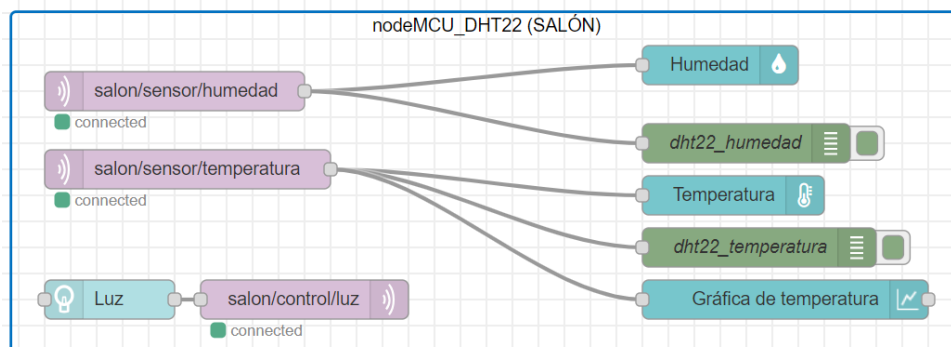 nodeMCU_DHT22 (SALÓN)
Humedad
salon/sensor/humedad
connected
dht22_humedad
salon/sensor/temperatura
connected
Temperatura
dht22_temperatura
Luz
salon/control/luz
connected
Gráfica de temperatura